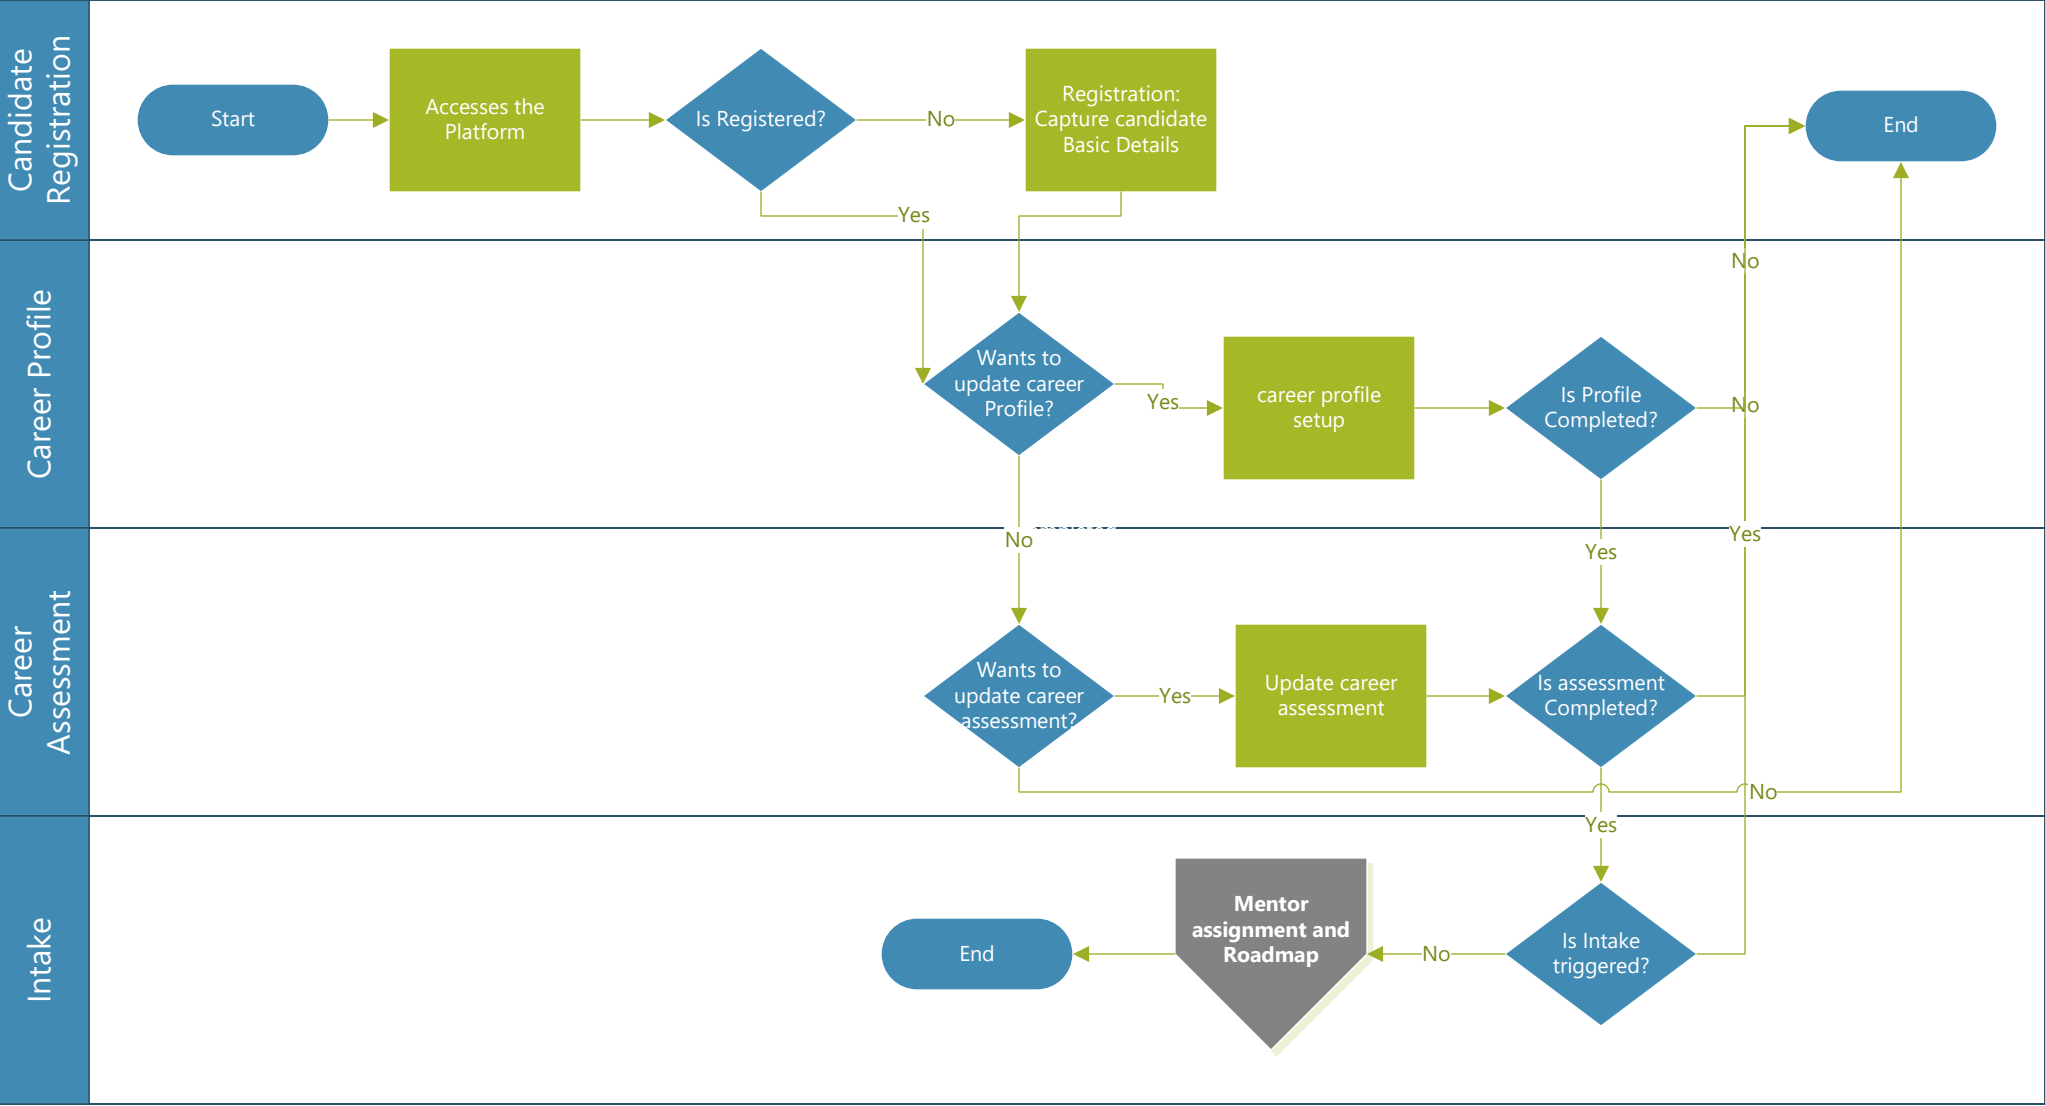 Candidate
Registration
Start
Accesses the
Platform
Is Registered?
No
Registration:
Capture candidate
Basic Details
End
Yes
No
Career Profile
Wants to
update career
Profile?
Yes
career profile
setup
Is Profile
Completed?
No
No
Yes
Yes
Career
Assessment
Wants to
update career
assessment?
Yes
Update career
assessment
Is assessment
Completed?
No
Yes
Intake
End
Mentor
assignment and
Roadmap
No
Is Intake
triggered?